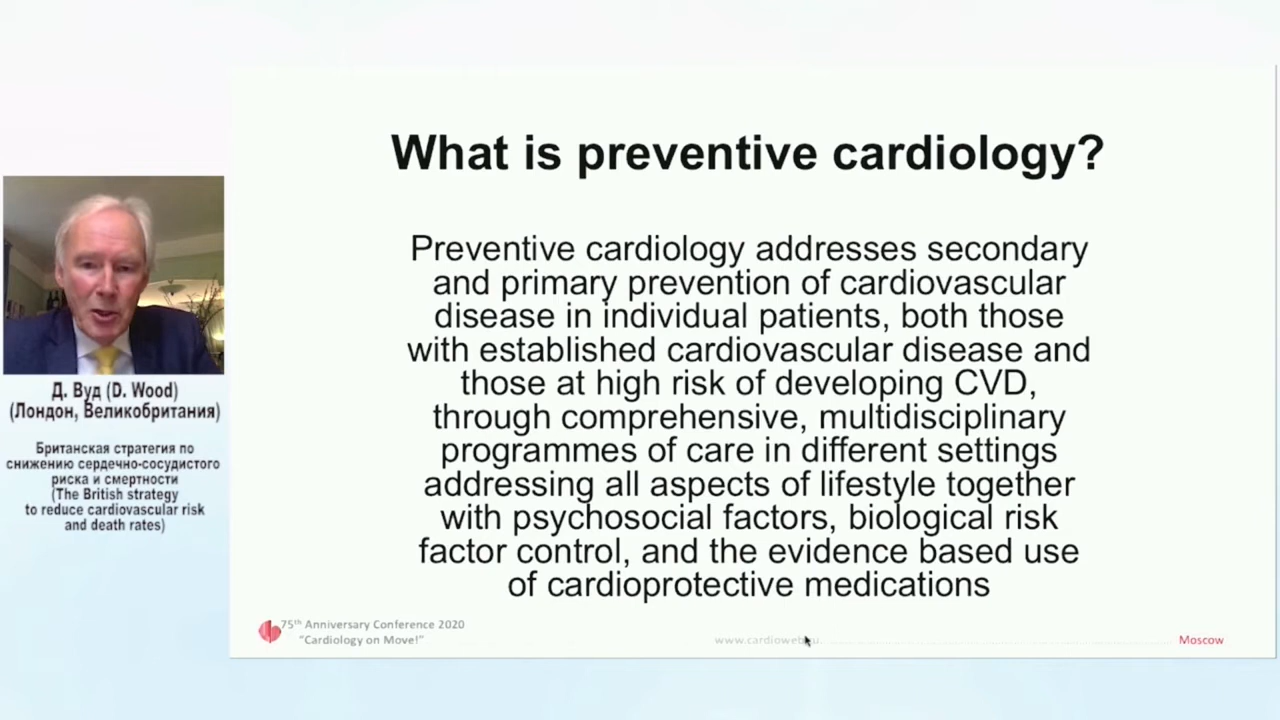 What is preventive cardiology?
Preventive cardiology addresses secondary
and primary prevention of cardiovascular
disease in individual patients, both those
with established cardiovascular disease and
those at high risk of developing CVD,
through comprehensive, multidisciplinary
programmes of care in different settings
addressing all aspects of lifestyle together
with psychosocial factors, biological risk
factor control, and the evidence based use
of cardioprotective medications
Д. Вуд (D. Wood)
(Лондон, Великобритания)
Британская стратегия по
снижению сердечно-сосудистого
риска и смертности
(The British strategy
to reduce cardiovascular risk
and death rates)
75th Anniversary Conference 2020
“Cardiology on Move!”
Moscow